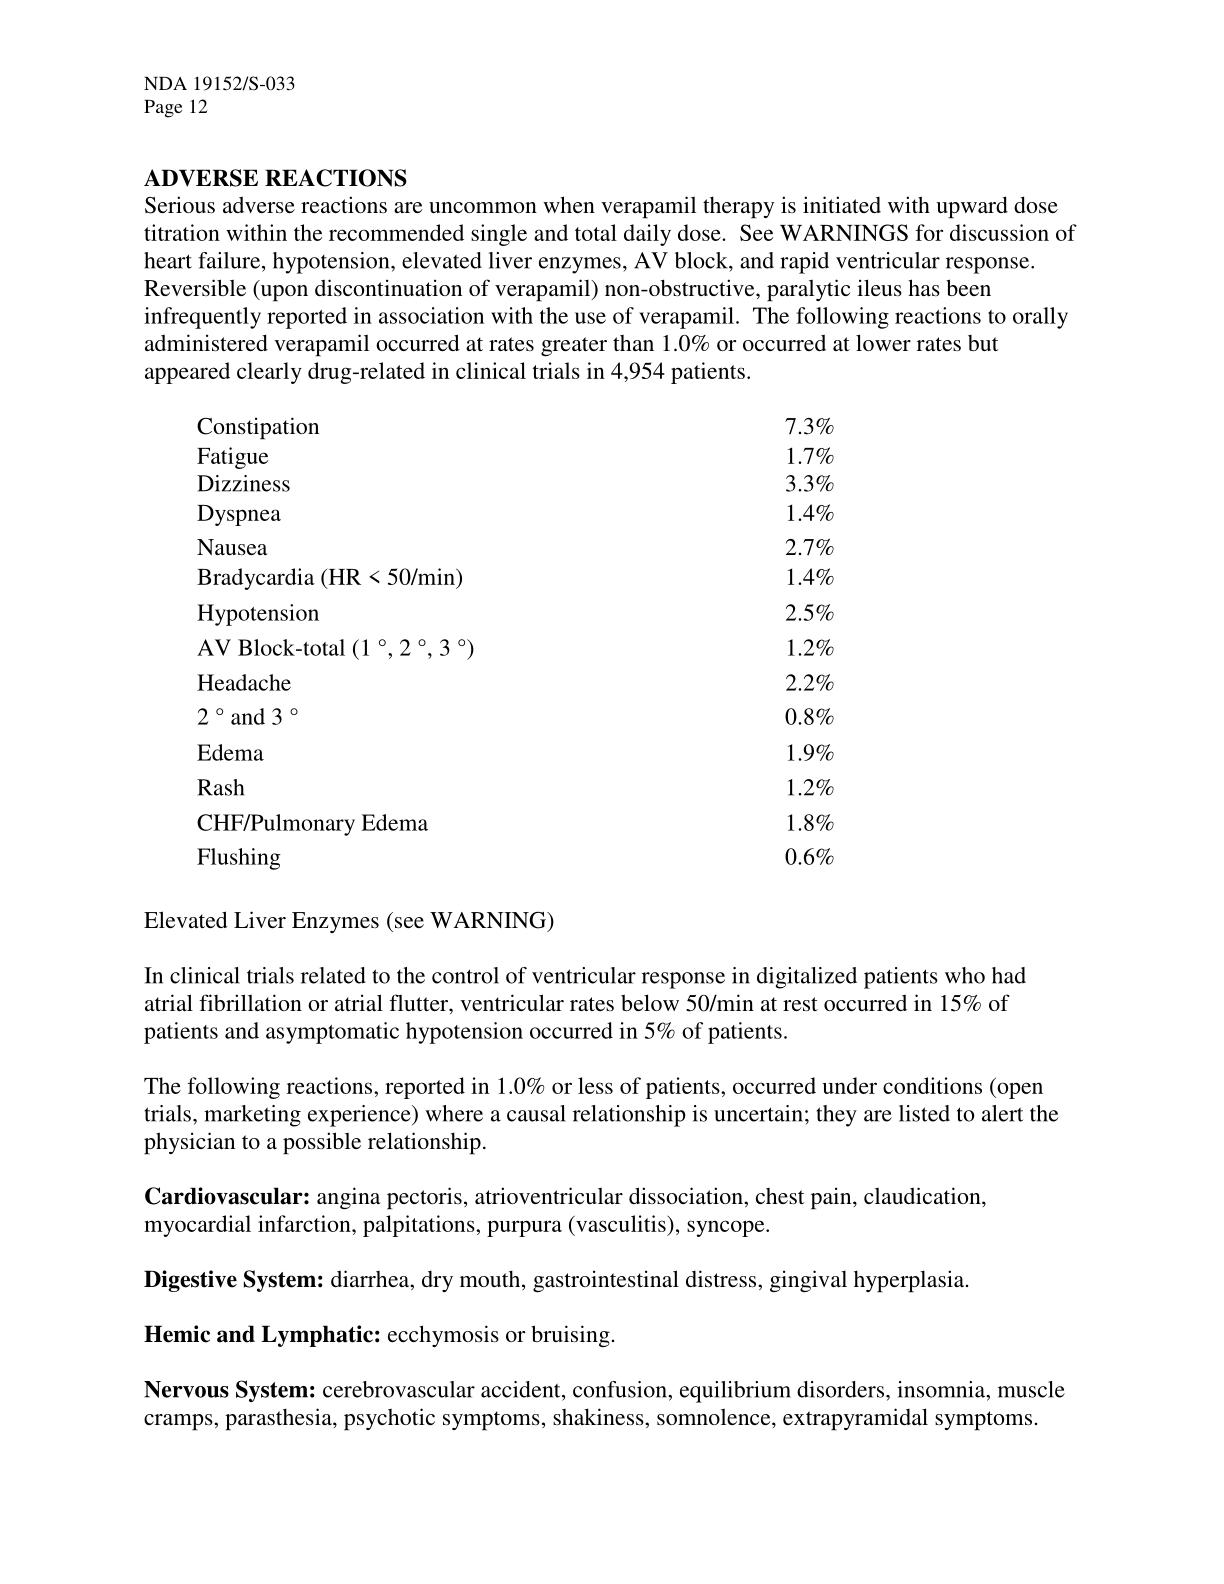 NDA 19152/S-033
Page 12
ADVERSE REACTIONS
Serious adverse reactions are uncommon when verapamil therapy is initiated with upward dose
titration within the recommended single and total daily dose.  See WARNINGS for discussion of
heart failure, hypotension, elevated liver enzymes, AV block, and rapid ventricular response.
Reversible (upon discontinuation of verapamil) non-obstructive, paralytic ileus has been
infrequently reported in association with the use of verapamil.  The following reactions to orally
administered verapamil occurred at rates greater than 1.0% or occurred at lower rates but
appeared clearly drug-related in clinical trials in 4,954 patients.
Constipation 7.3%
Fatigue 1.7%
Dizziness 3.3%
Dyspnea 1.4%
Nausea 2.7%
Bradycardia (HR < 50/min) 1.4%
Hypotension 2.5%
AV Block-total (1 °, 2 °, 3 °) 1.2%
Headache 2.2%
2 ° and 3 ° 0.8%
Edema 1.9%
Rash 1.2%
CHF/Pulmonary Edema 1.8%
Flushing 0.6%
Elevated Liver Enzymes (see WARNING)
In clinical trials related to the control of ventricular response in digitalized patients who had
atrial fibrillation or atrial flutter, ventricular rates below 50/min at rest occurred in 15% of
patients and asymptomatic hypotension occurred in 5% of patients.
The following reactions, reported in 1.0% or less of patients, occurred under conditions (open
trials, marketing experience) where a causal relationship is uncertain; they are listed to alert the
physician to a possible relationship.
Cardiovascular: angina pectoris, atrioventricular dissociation, chest pain, claudication,
myocardial infarction, palpitations, purpura (vasculitis), syncope.
Digestive System: diarrhea, dry mouth, gastrointestinal distress, gingival hyperplasia.
Hemic and Lymphatic: ecchymosis or bruising.
Nervous System: cerebrovascular accident, confusion, equilibrium disorders, insomnia, muscle
cramps, parasthesia, psychotic symptoms, shakiness, somnolence, extrapyramidal symptoms.